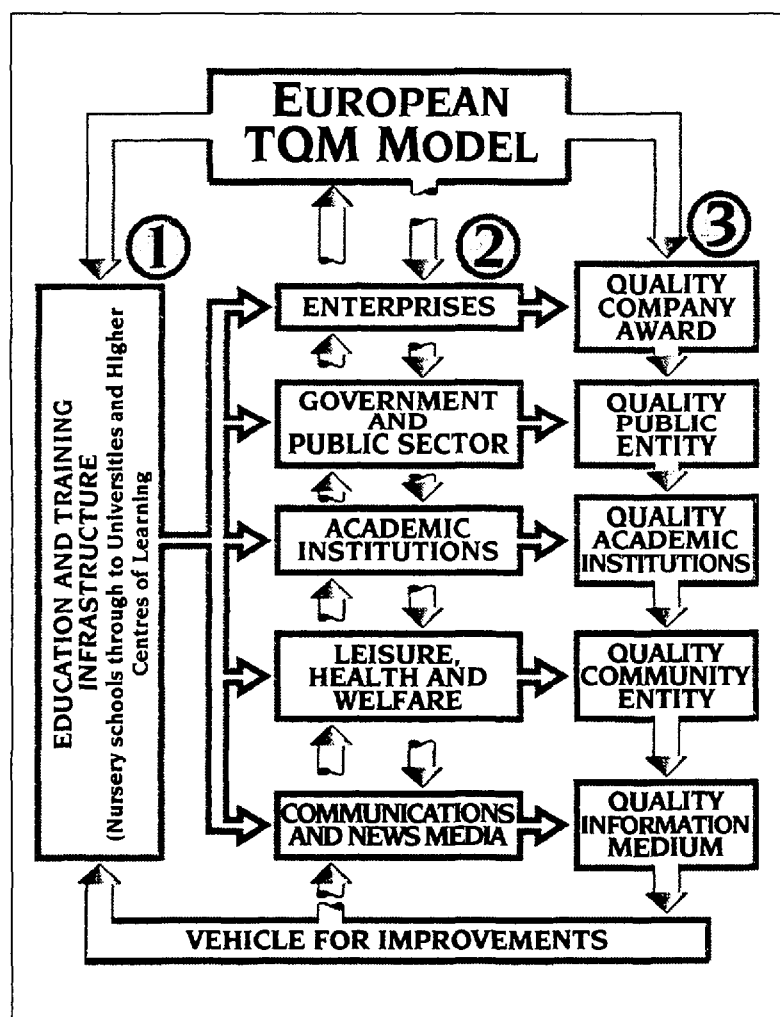 EUROPEAN
TQM MODEL
1
2
3
EDUCATION AND TRAINING
INFRASTRUCTURE
(Nursery schools through to Universities and Higher
Centres of Learning
ENTERPRISES
QUALITY
COMPANY
AWARD
GOVERNMENT
AND
PUBLIC SECTOR
QUALITY
PUBLIC
ENTITY
ACADEMIC
INSTITUTIONS
QUALITY
ACADEMIC
INSTITUTIONS
LEISURE,
HEALTH AND
WELFARE
QUALITY
COMMUNITY
ENTITY
COMMUNICATIONS
AND NEWS MEDIA
QUALITY
INFORMATION
MEDIUM
VEHICLE FOR IMPROVEMENTS